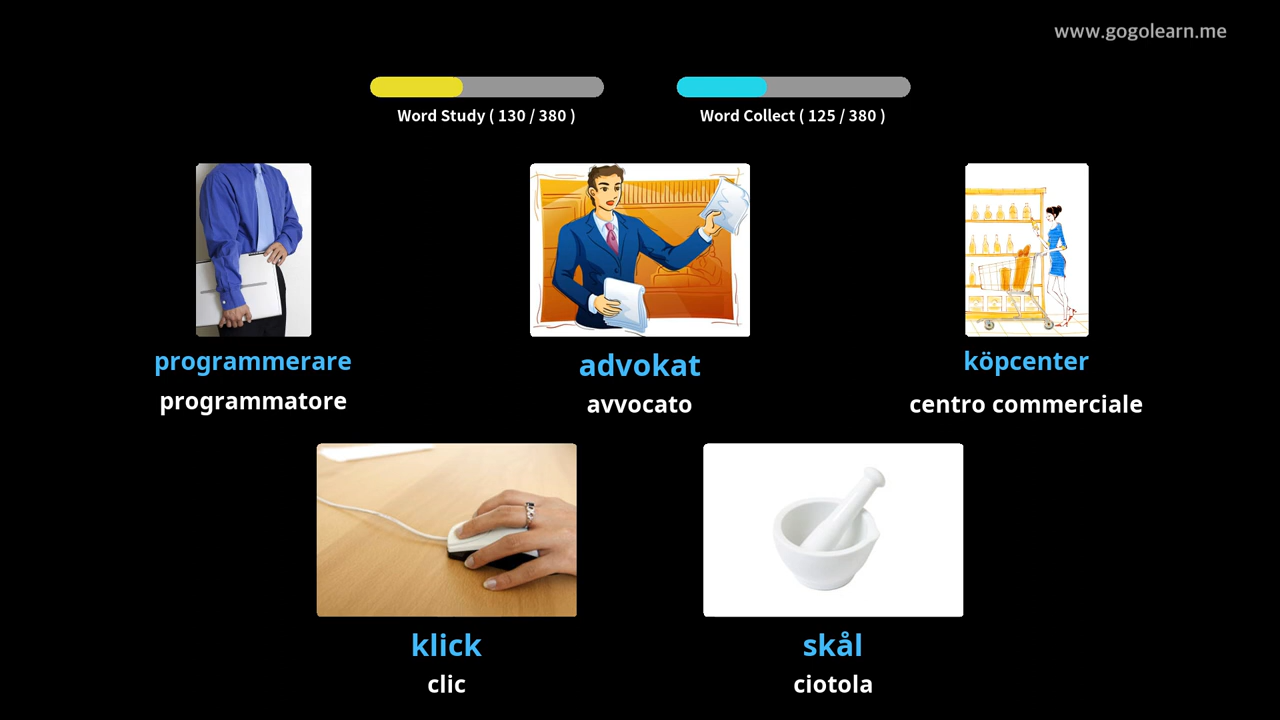 www.gogolearn.me
Word Study ( 130 / 380 )
Word Collect ( 125 / 380 )
programmerare
programmatore
advokat
avvocato
köpcenter
centro commerciale
klick
clic
skål
ciotola